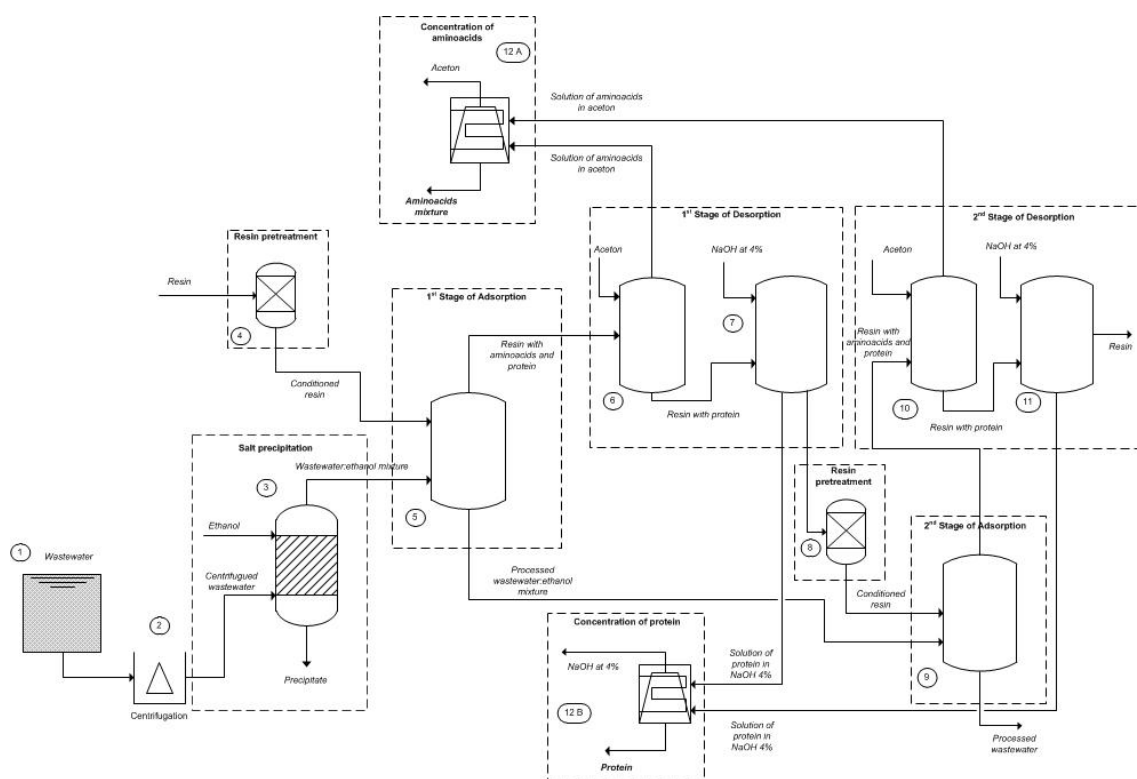 Concentration of
aminoacids
12 A
Aceton
Solution of aminoacids
in aceton
Solution of aminoacids
in aceton
Aminoacids
mixture
1st Stage of Desorption
2nd Stage of Desorption
Resin pretreatment
Aceton
NaOH at 4%
Aceton
NaOH at 4%
Resin
4
1st Stage of Adsorption
7
Resin with
aminoacids and
protein
Resin with
aminoacids and
protein
Resin
Conditioned
resin
6
Resin with protein
10
11
Resin with protein
Salt precipitation
Wastewater:ethanol mixture
3
5
Resin
pretreatment
8
2nd Stage of Adsorption
Ethanol
1
Wastewater
Centrifugued
wastewater
Processed
wastewater:ethanol
mixture
Conditioned
resin
2
Concentration of protein
NaOH at 4%
Solution of
protein in
NaOH 4%
9
Precipitate
12 B
Centrifugation
Solution of
protein in
NaOH 4%
Processed
wastewater
Protein